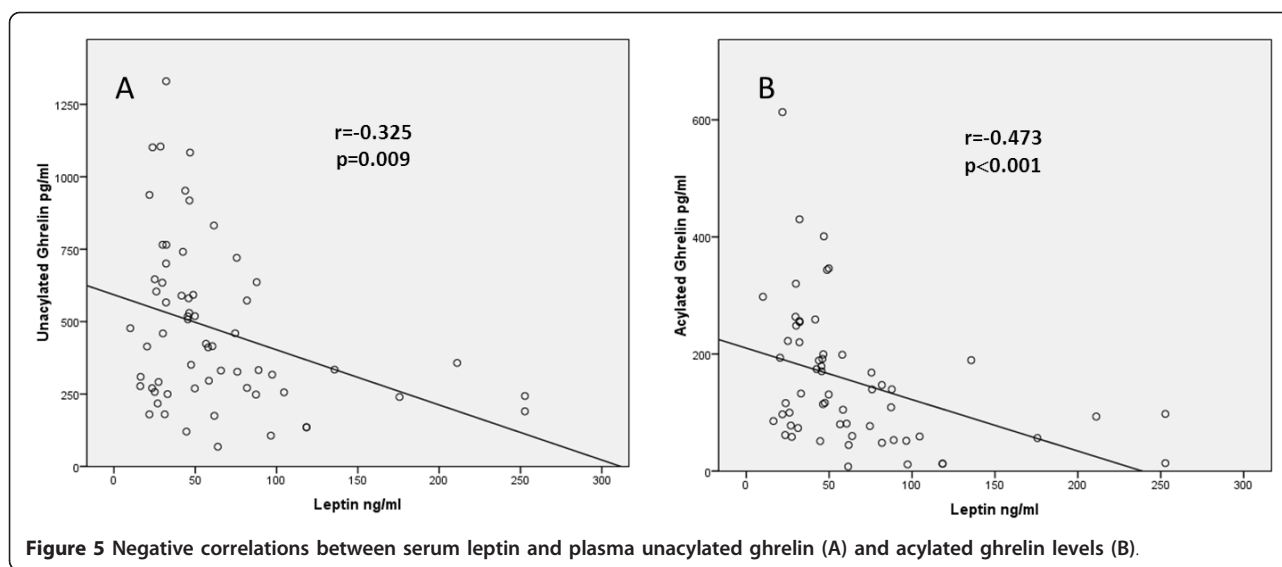 A
r=-0.325
p=0.009
Unacylated Ghrelin pg/ml
1250
1000
750
500
250
0
0 50 100 150 200 250 300
Leptin ng/ml
B
r=-0.473
p<0.001
Acylated Ghrelin pg/ml
600
400
200
0
0 50 100 150 200 250 300
Leptin ng/ml
Figure 5 Negative correlations between serum leptin and plasma unacylated ghrelin (A) and acylated ghrelin levels (B).